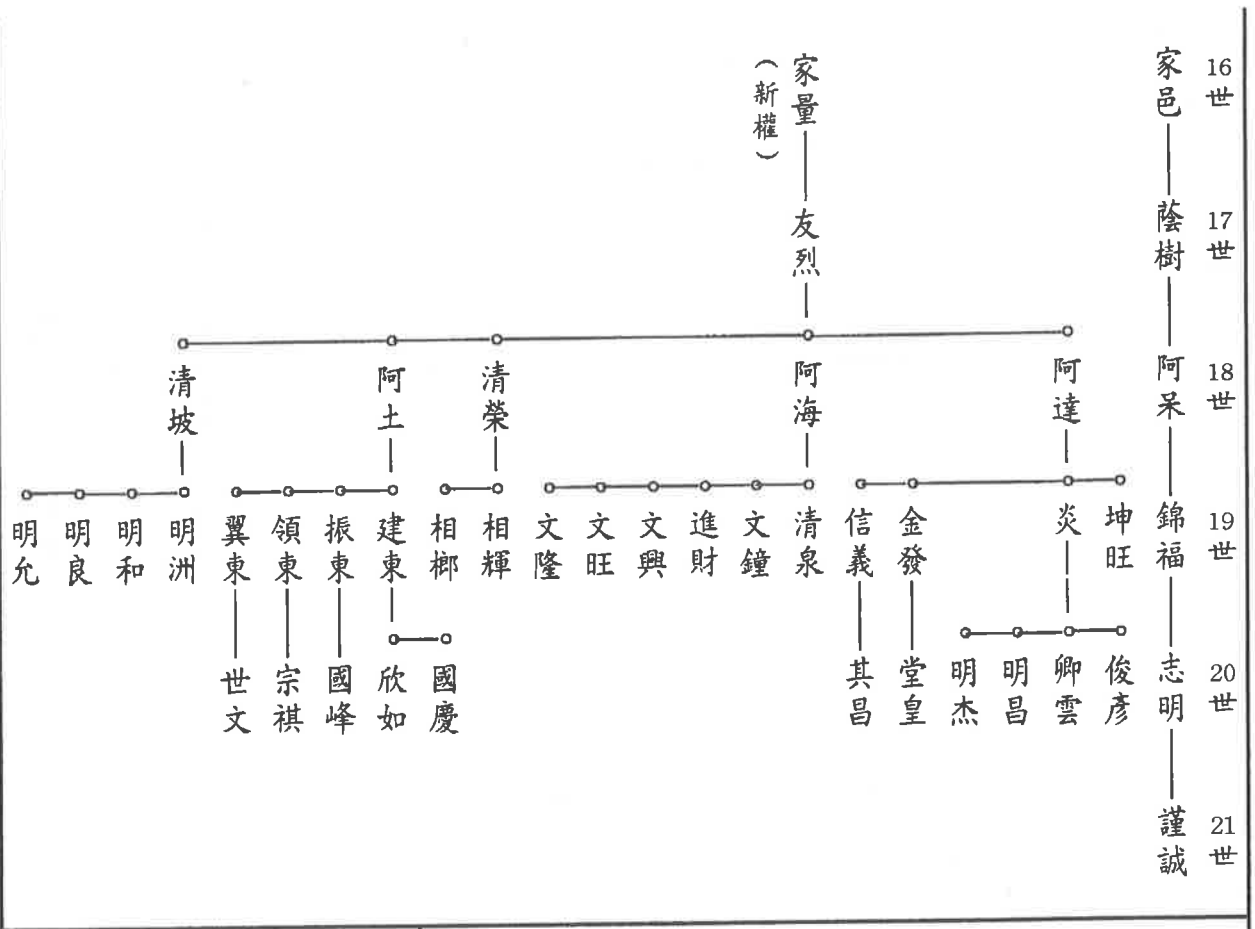 16世
17世
18世
19世
20世
21世
家邑
蔭樹
阿呆
錦福
志明
謹誠
家量
（新權）
友烈
阿達
阿海
清榮
阿土
清坡
坤旺
炎
金發
信義
清泉
文鐘
進財
文興
文旺
文隆
相輝
相榔
建東
振東
領東
翼東
明洲
明和
明良
明允
俊彥
卿雲
明昌
明杰
堂皇
其昌
國慶
欣如
國峰
宗祺
世文